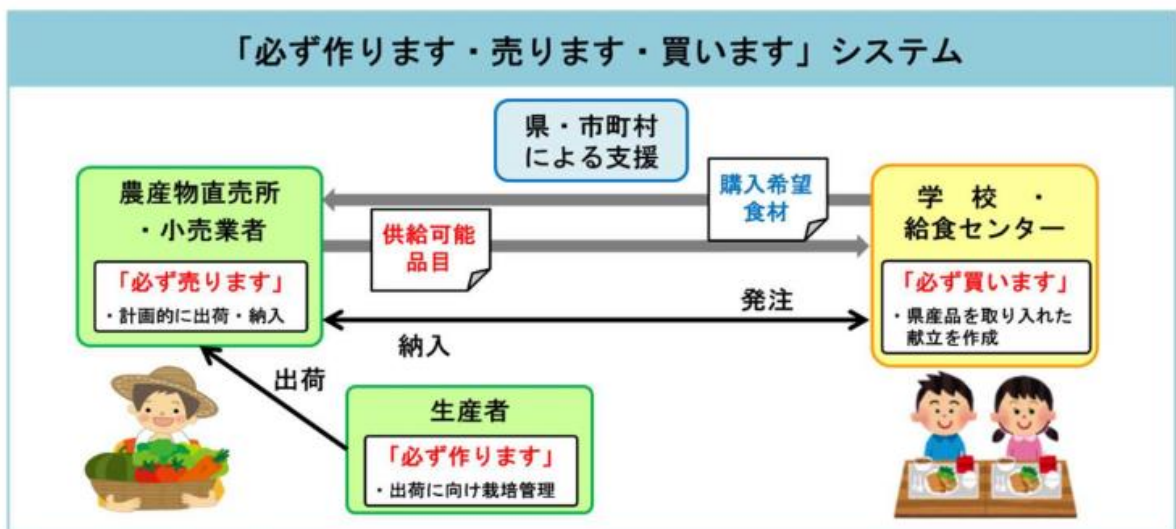 「必ず作ります・売ります・買います」システム
県・市町村
による支援
農産物直売所
・小売業者
「必ず売ります」
・計画的に出荷・納入
購入希望
食材
供給可能
品目
学 校 ・
給食センター
「必ず買います」
・県産品を取り入れた
献立を作成
発注
納入
出荷
生産者
「必ず作ります」
・出荷に向け栽培管理